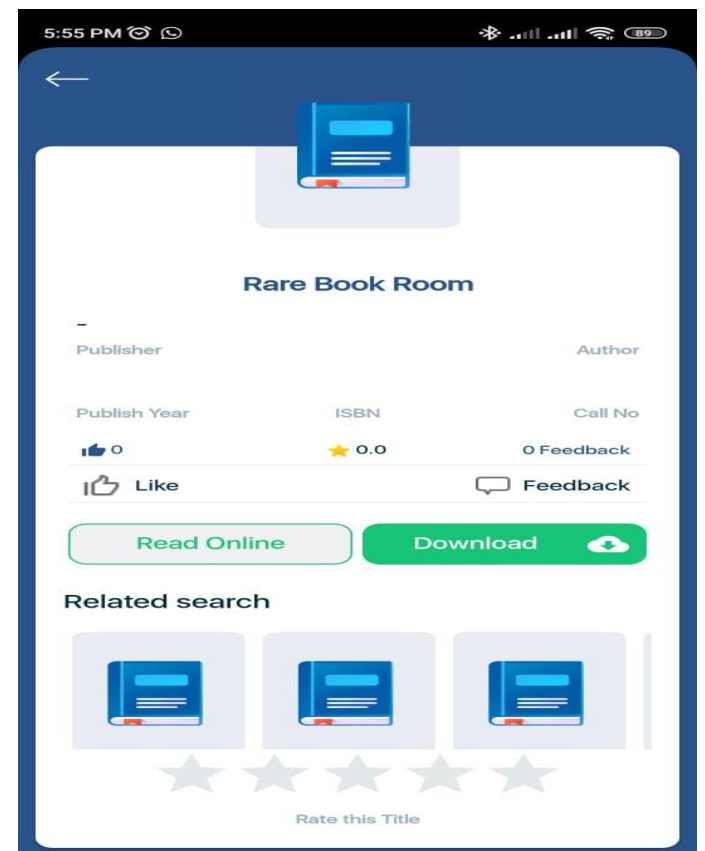 5:55 PM 89
Rare Book Room
-
Publisher Author
Publish Year ISBN Call No
0 0.0 0 Feedback
Like Feedback
Read Online Download
Related search
Rate this Title